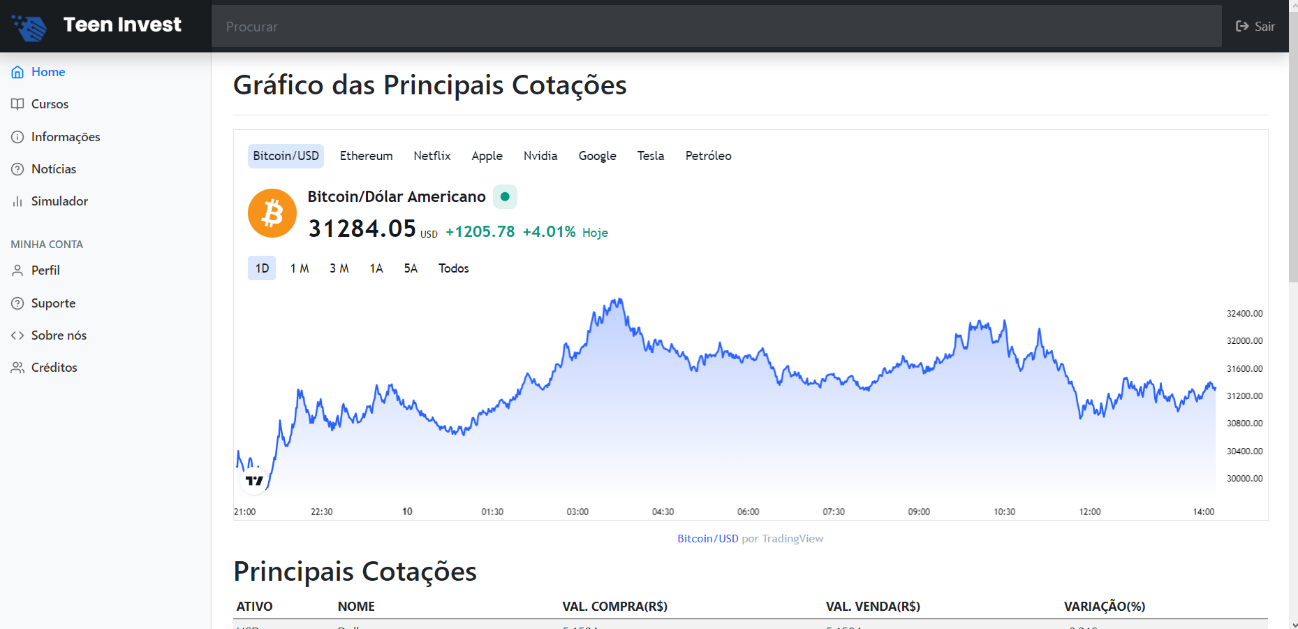 Teen Invest
Procurar
Sair
Home
Cursos
Informações
Notícias
Simulador
MINHA CONTA
Perfil
Suporte
Sobre nós
Créditos
Gráfico das Principais Cotações
Bitcoin/USD Ethereum Netflix Apple Nvidia Google Tesla Petróleo
Bitcoin/Dólar Americano
31284.05 USD +1205.78 +4.01% Hoje
1D 1 M 3 M 1A 5A Todos
32400.00
32000.00
31600.00
31200.00
30800.00
30400.00
30000.00
21:00 22:30 10 01:30 03:00 04:30 06:00 07:30 09:00 10:30 12:00 14:00
Bitcoin/USD por TradingView
Principais Cotações
ATIVO NOME VAL. COMPRA(R$) VAL. VENDA(R$) VARIAÇÃO(%)